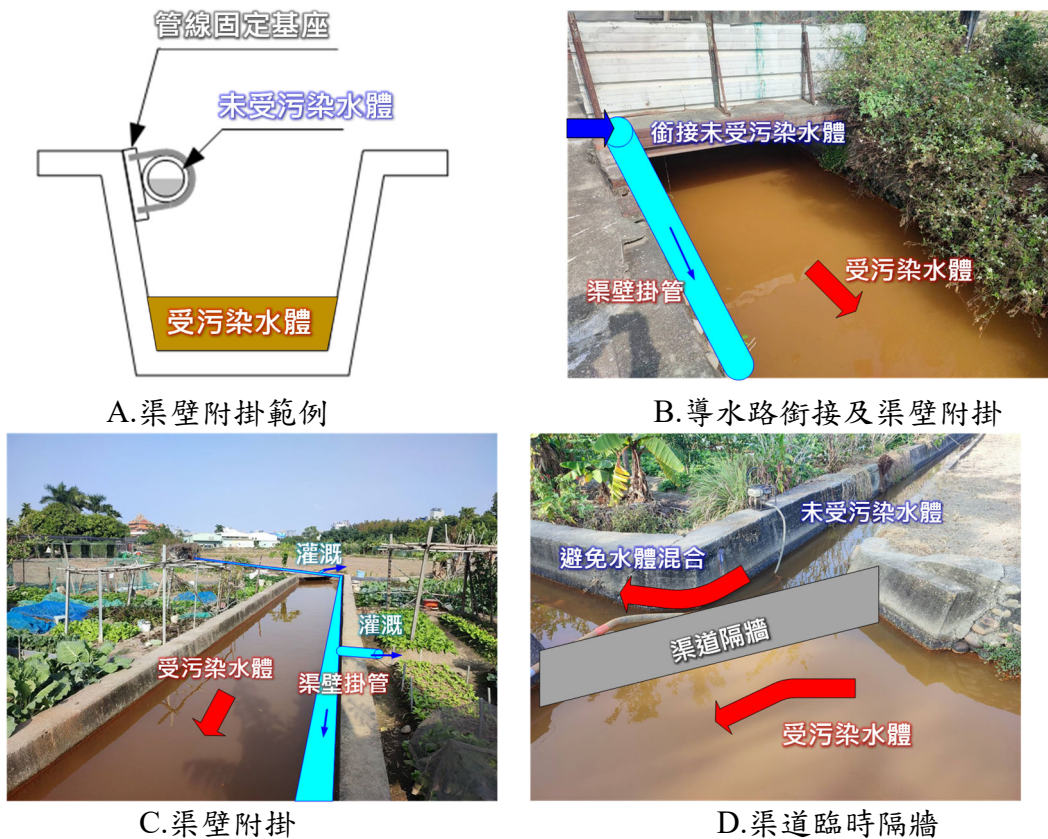 管線固定基座
未受污染水體
受污染水體
A.渠壁附掛範例
銜接未受污染水體
受污染水體
渠壁掛管
B.導水路銜接及渠壁附掛
灌溉
灌溉
受污染水體
渠壁掛管
C.渠壁附掛
未受污染水體
避免水體混合
渠道隔牆
受污染水體
D.渠道臨時隔牆